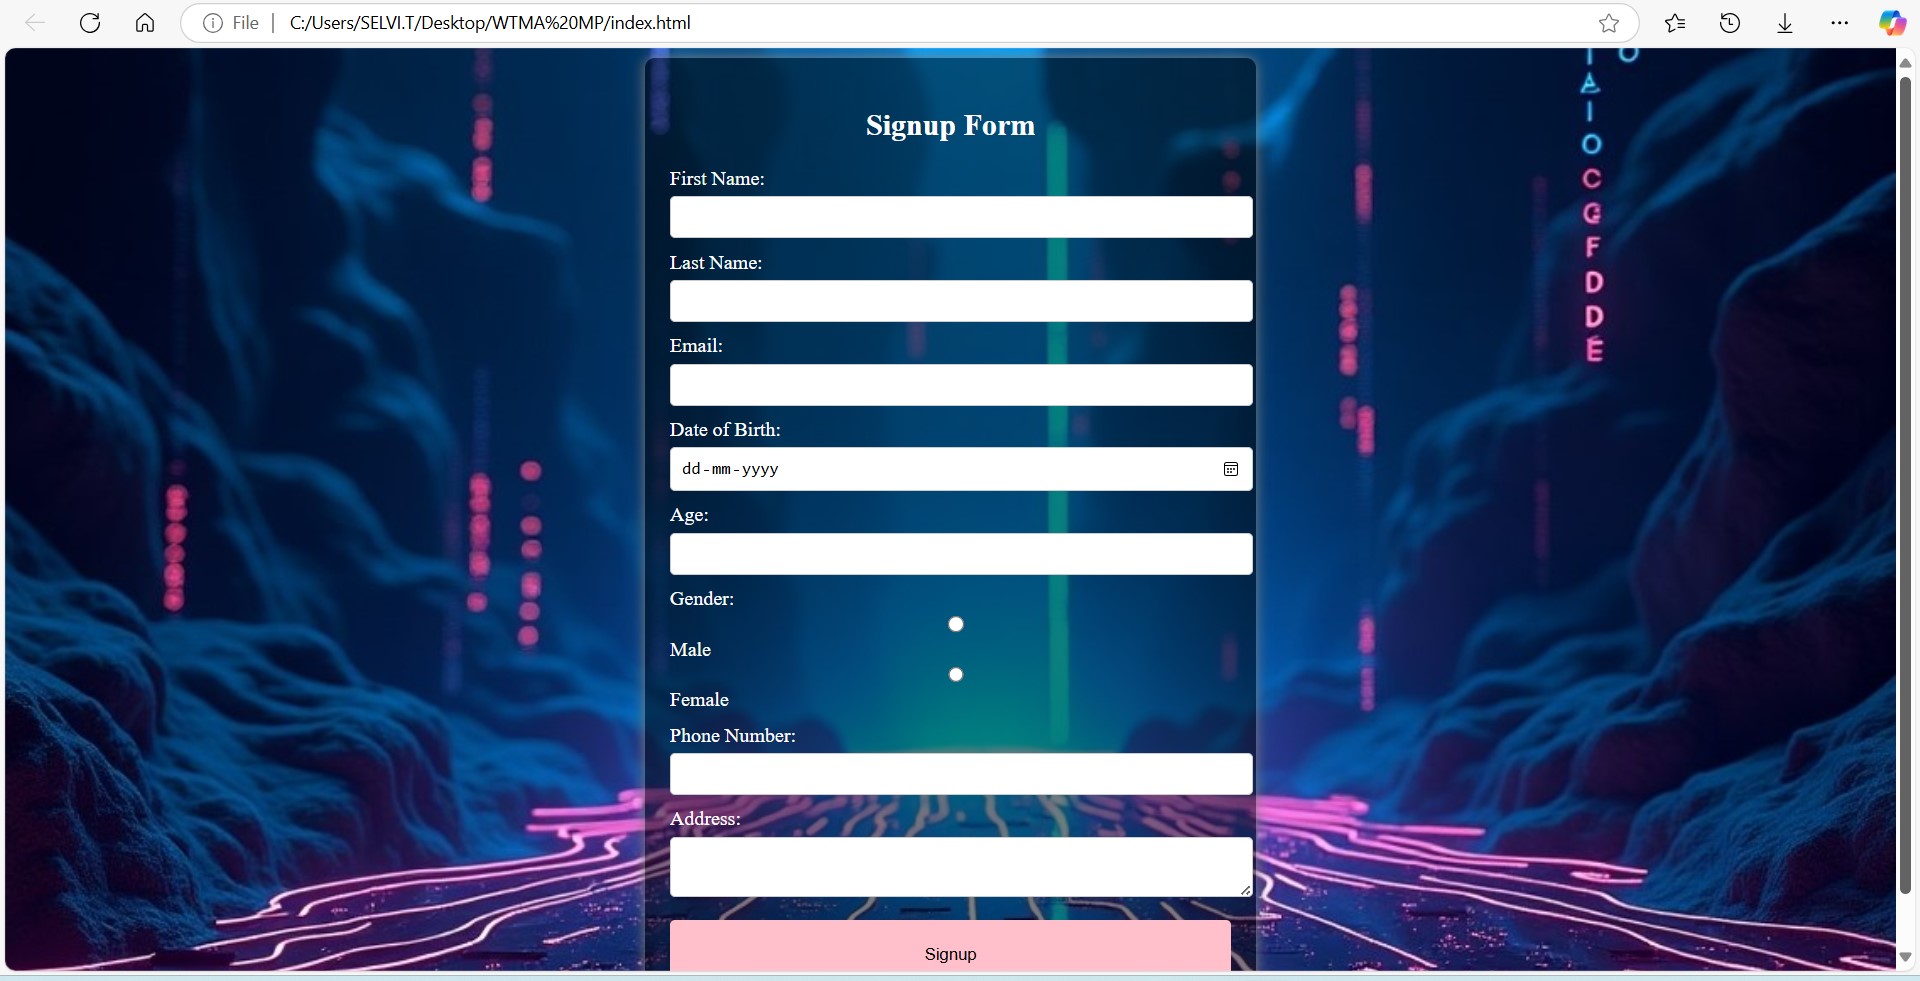 File
C:/Users/SELVI.T/Desktop/WTMA%20MP/index.html
Signup Form
First Name:
Last Name:
Email:
Date of Birth:
dd-mm-yyyy
Age:
Gender:
Male
Female
Phone Number:
Address:
Signup